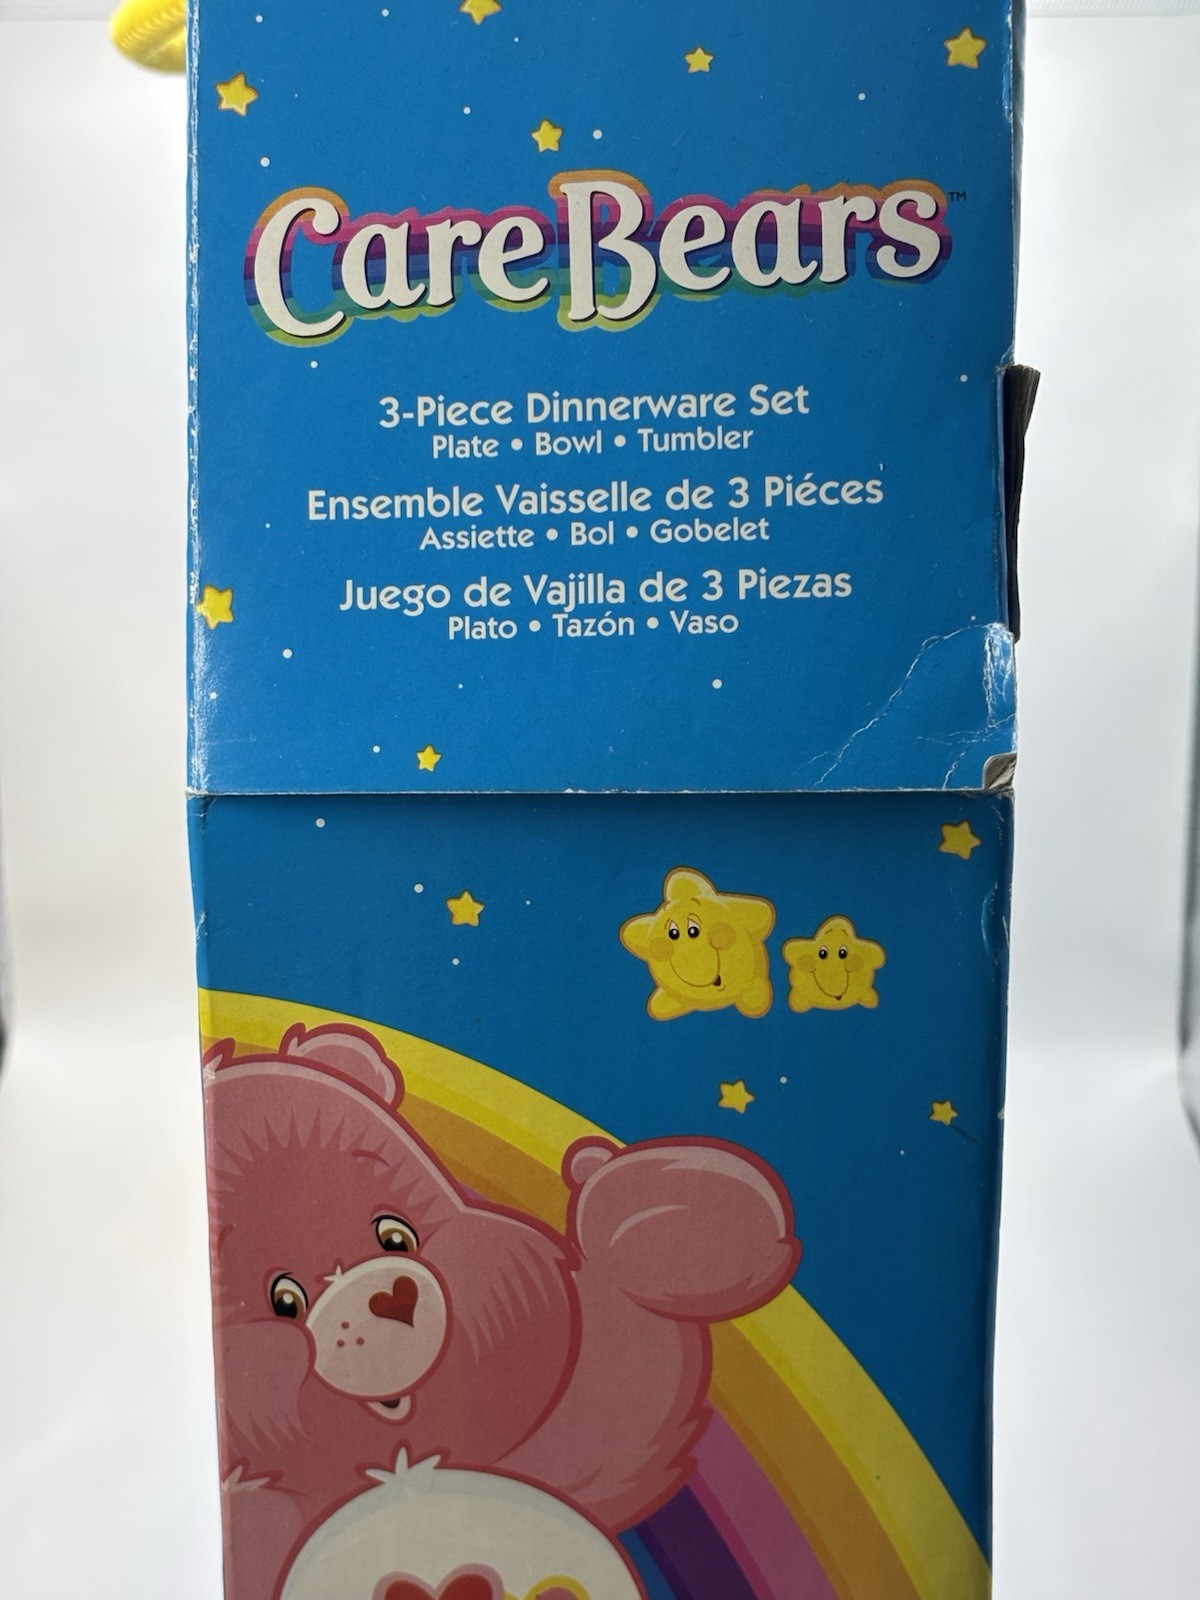 Care Bears™
3-Piece Dinnerware Set
Plate • Bowl • Tumbler
Ensemble Vaisselle de 3 Piéces
Assiette • Bol • Gobelet
Juego de Vajilla de 3 Piezas
Plato • Tazón • Vaso